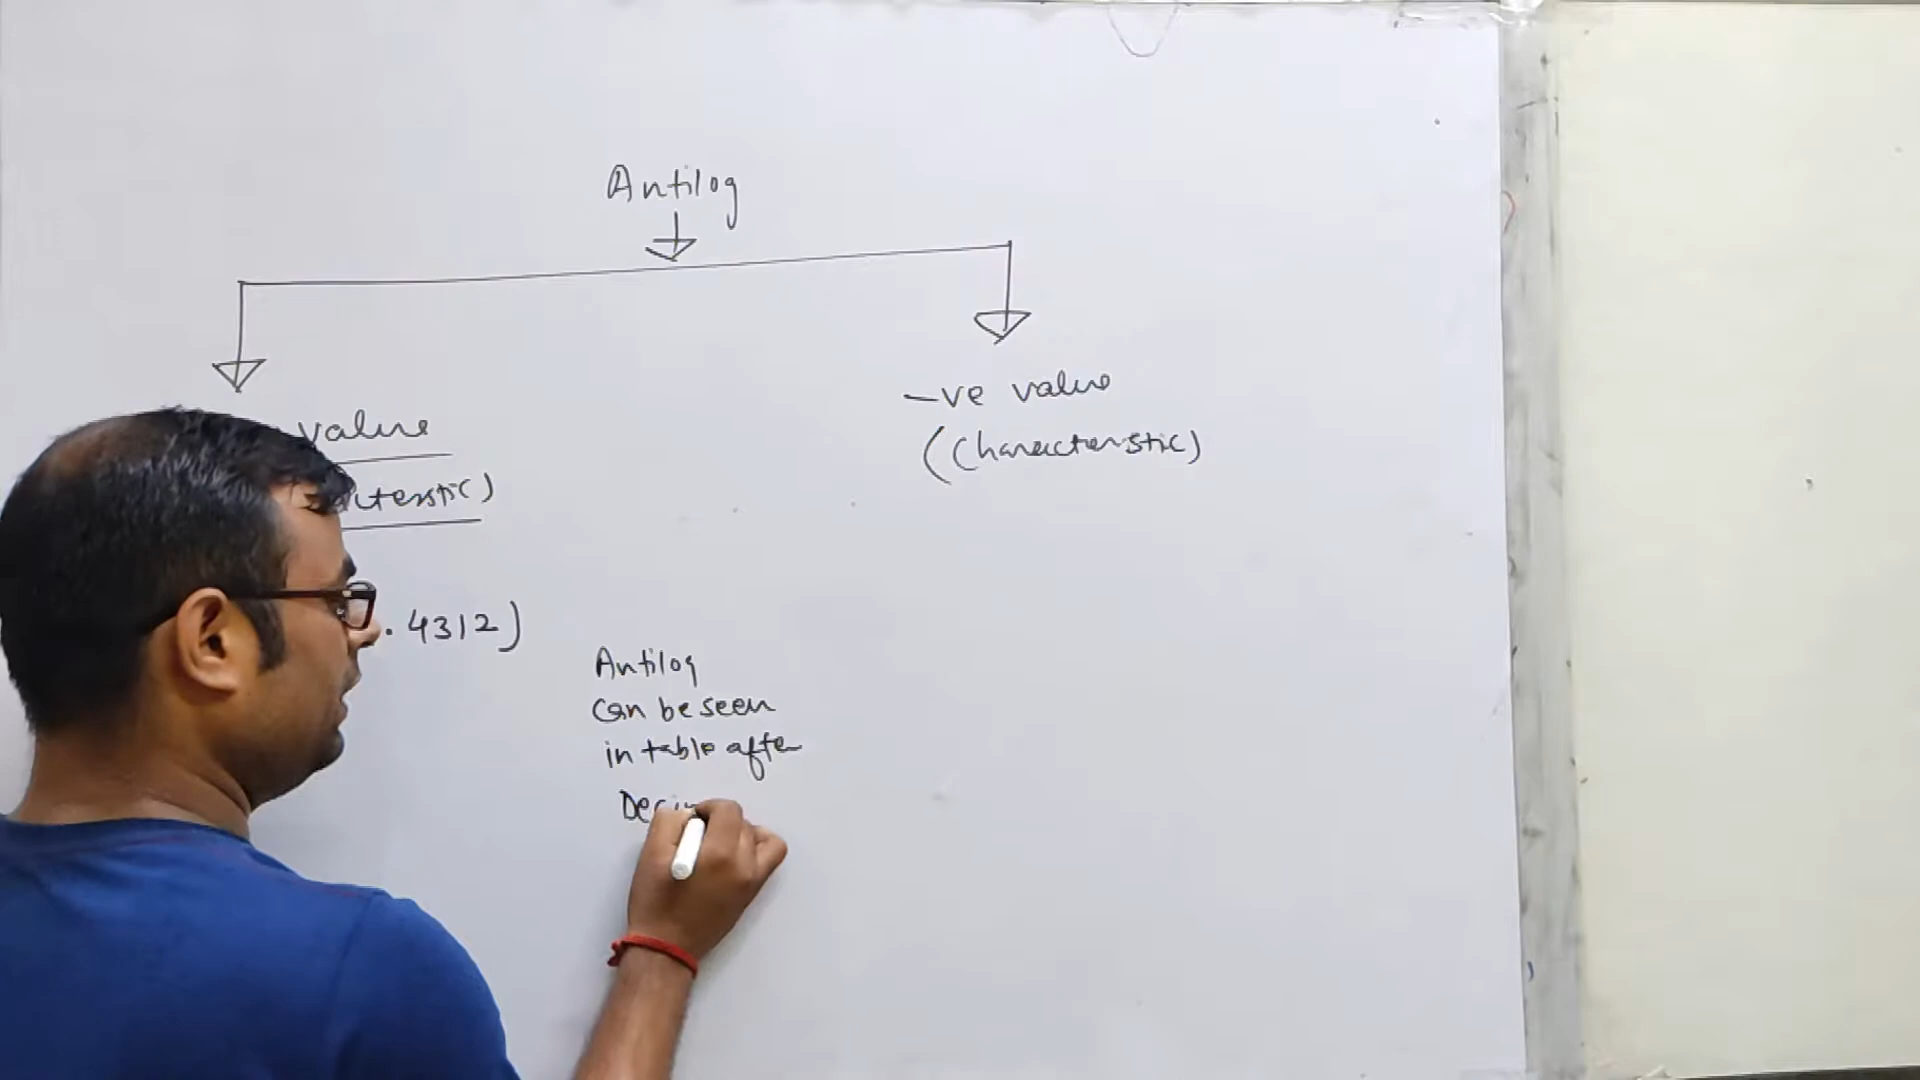 Antilog
-ve value
(Characteristic)
value
. 4312)
Antilog
can be seen
in table after